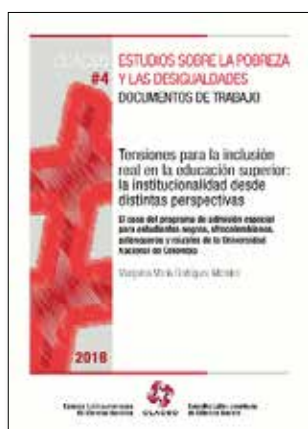 CLACSO
#4
ESTUDIOS SOBRE LA POBREZA
Y LAS DESIGUALDADES
DOCUMENTOS DE TRABAJO
Tensiones para la inclusión
real en la educación superior:
la institucionalidad desde
distintas perspectivas
El caso del programa de admisión especial
para estudiantes negros, afrocolombianos,
palenqueros y raizales de la Universidad
Nacional de Colombia
María
2018
CLACSO